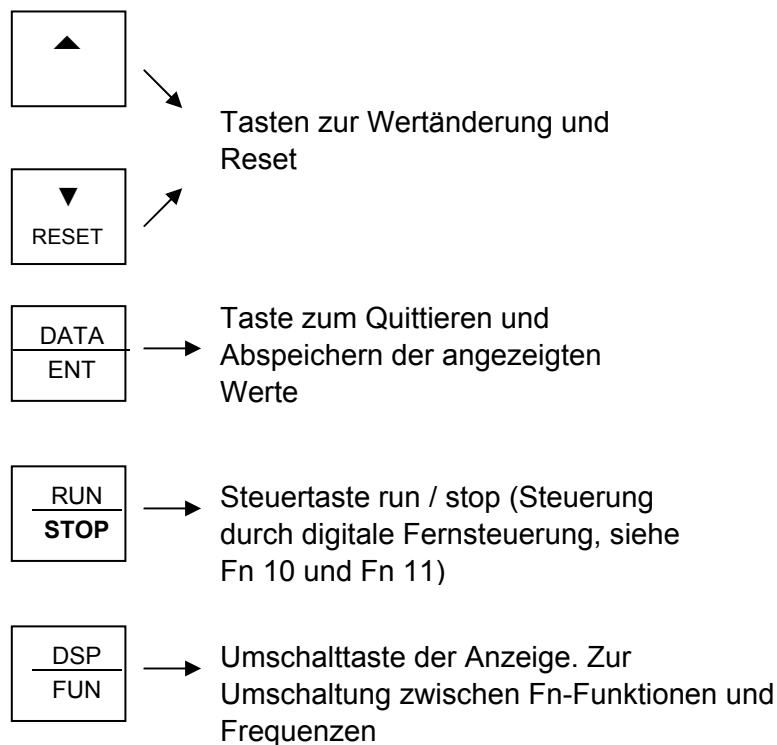 ▲
Tasten zur Wertänderung und
Reset
▼
RESET
DATA
ENT
Taste zum Quittieren und
Abspeichern der angezeigten
Werte
RUN
STOP
Steuertaste run / stop (Steuerung
durch digitale Fernsteuerung, siehe
Fn 10 und Fn 11)
DSP
FUN
Umschalttaste der Anzeige. Zur
Umschaltung zwischen Fn-Funktionen und
Frequenzen